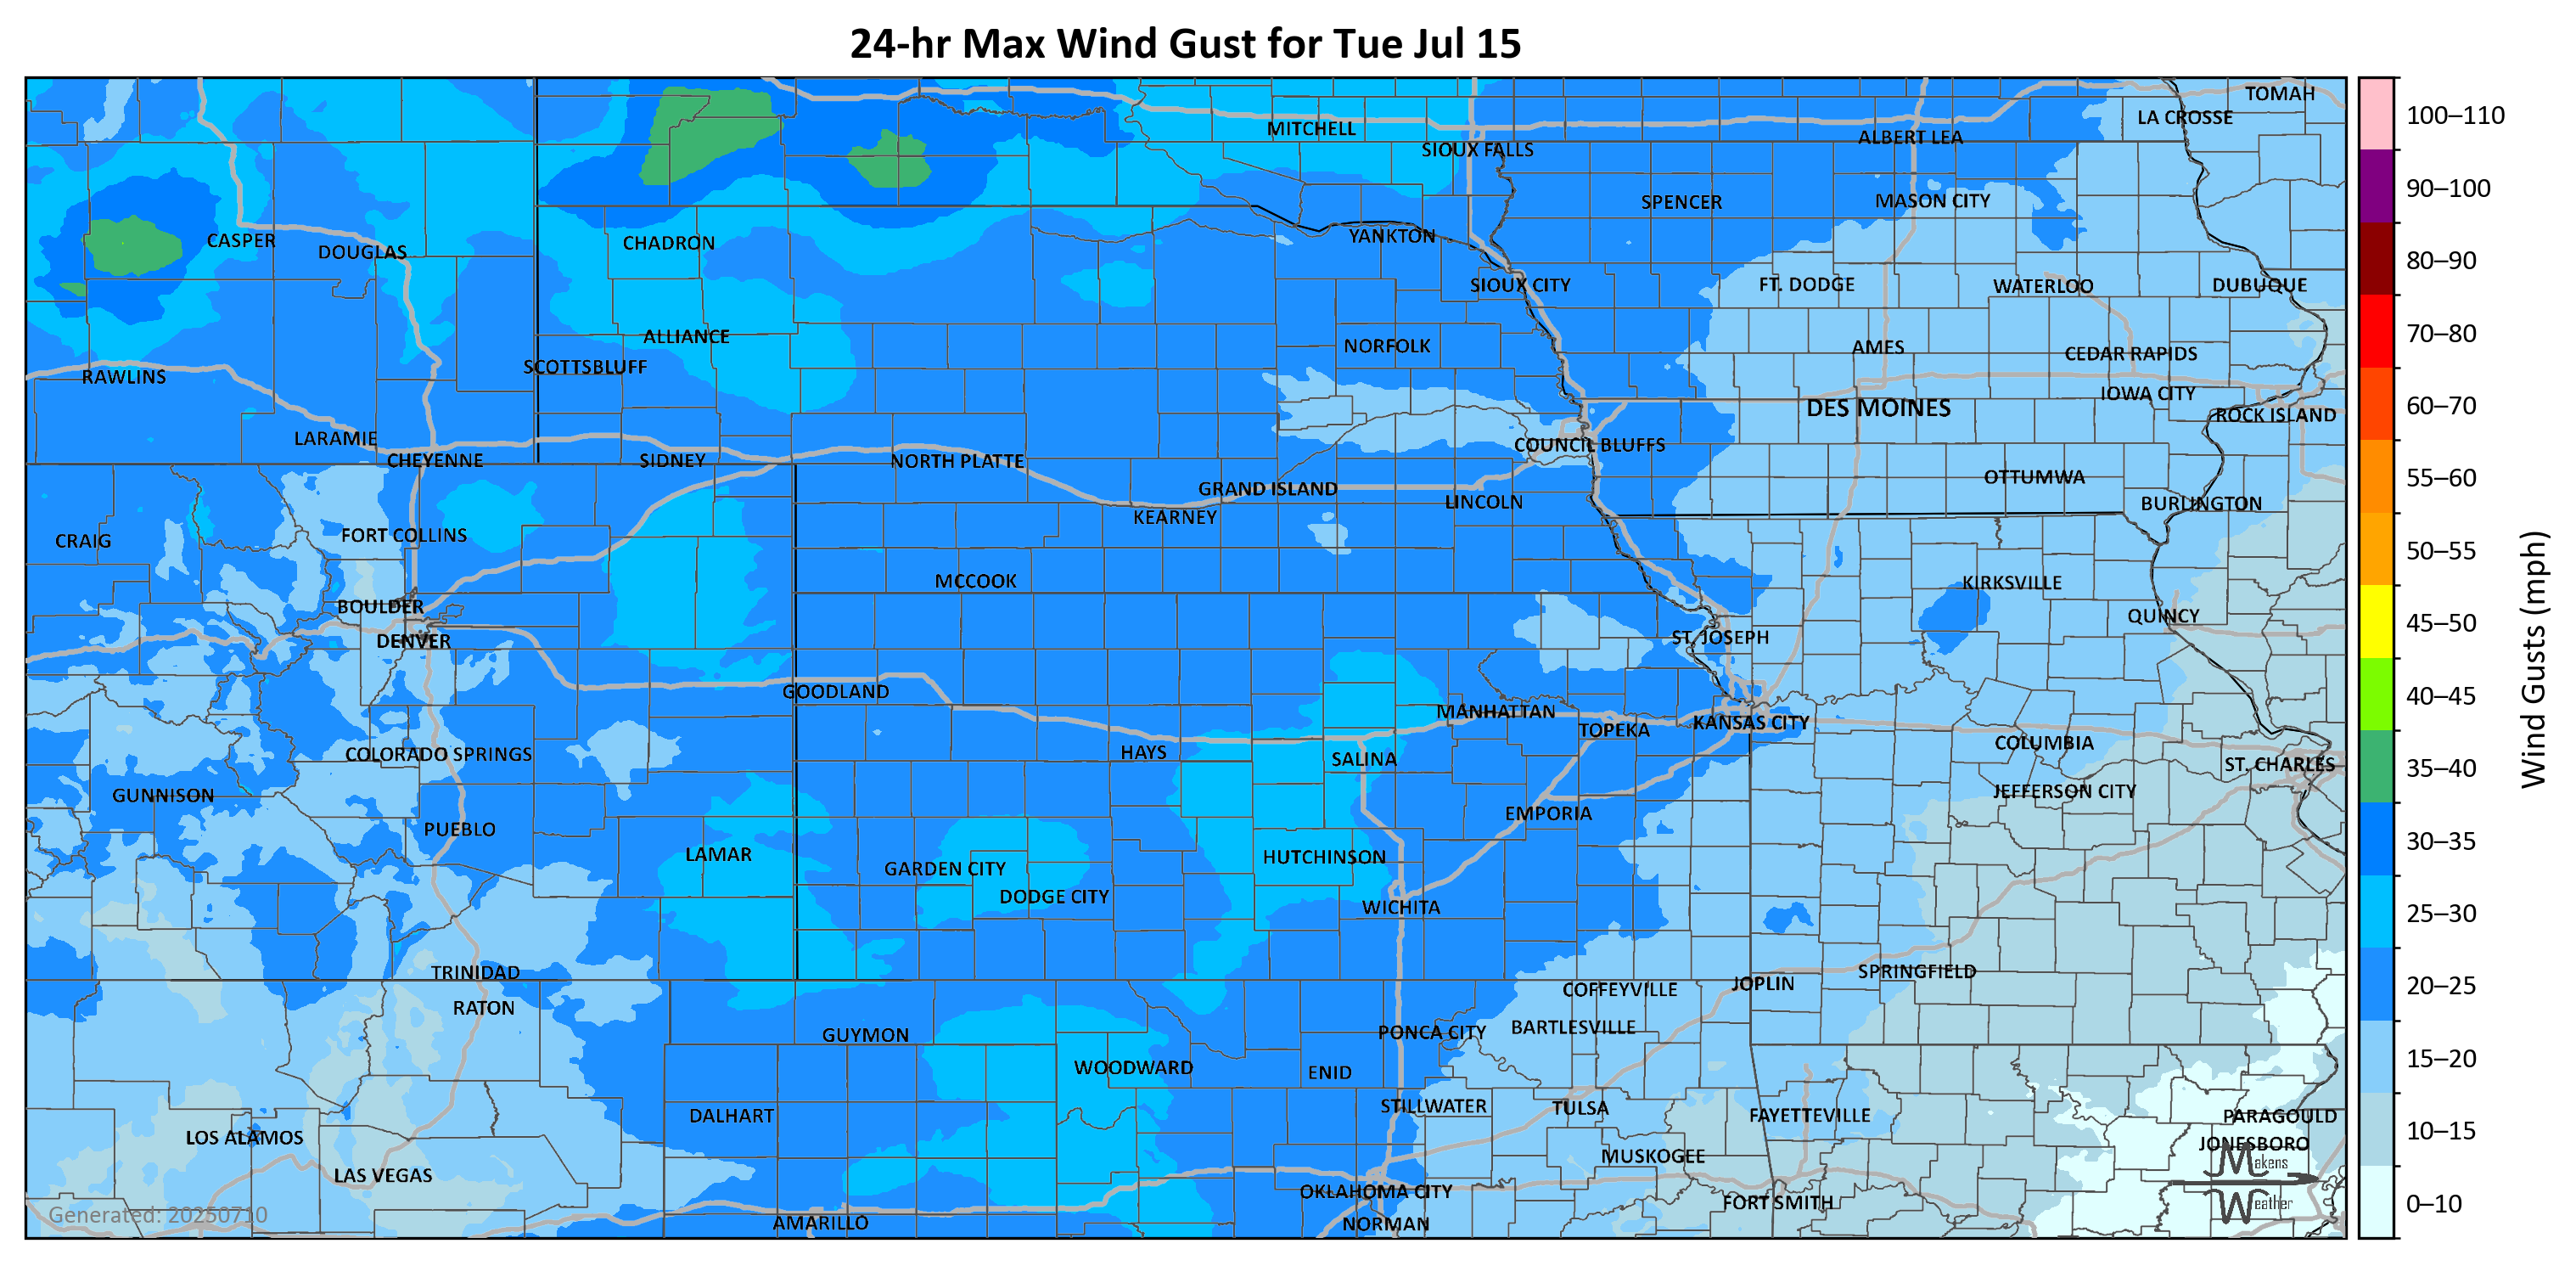 24-hr Max Wind Gust for Tue Jul 15
TOMAH
LA CROSSE
MITCHELL
ALBERT LEA
SIOUX FALLS
SPENCER
MASON CITY
CASPER
DOUGLAS
CHADRON
YANKTON
SIOUX CITY
FT. DODGE
WATERLOO
DUBUQUE
ALLIANCE
NORFOLK
AMES
CEDAR RAPIDS
SCOTTSBLUFF
RAWLINS
IOWA CITY
DES MOINES
ROCK ISLAND
LARAMIE
COUNCIL BLUFFS
CHEYENNE
SIDNEY
NORTH PLATTE
OTTUMWA
GRAND ISLAND
LINCOLN
BURLINGTON
KEARNEY
FORT COLLINS
CRAIG
MCCOOK
KIRKSVILLE
BOULDER
QUINCY
DENVER
ST. JOSEPH
GOODLAND
MANHATTAN
KANSAS CITY
TOPEKA
COLUMBIA
COLORADO SPRINGS
HAYS
SALINA
ST. CHARLES
GUNNISON
JEFFERSON CITY
EMPORIA
PUEBLO
LAMAR
HUTCHINSON
GARDEN CITY
DODGE CITY
WICHITA
TRINIDAD
SPRINGFIELD
JOPLIN
COFFEYVILLE
RATON
BARTLESVILLE
PONCA CITY
GUYMON
WOODWARD
ENID
STILLWATER
TULSA
DALHART
FAYETTEVILLE
PARAGOULD
LOS ALAMOS
JONESBORO
MUSKOGEE
LAS VEGAS
OKLAHOMA CITY
FORT SMITH
AMARILLO
NORMAN
Generated: 20250710
Makens
Weather
100–110
90–100
80–90
70–80
60–70
55–60
50–55
45–50
40–45
35–40
30–35
25–30
20–25
15–20
10–15
0–10
Wind Gusts (mph)